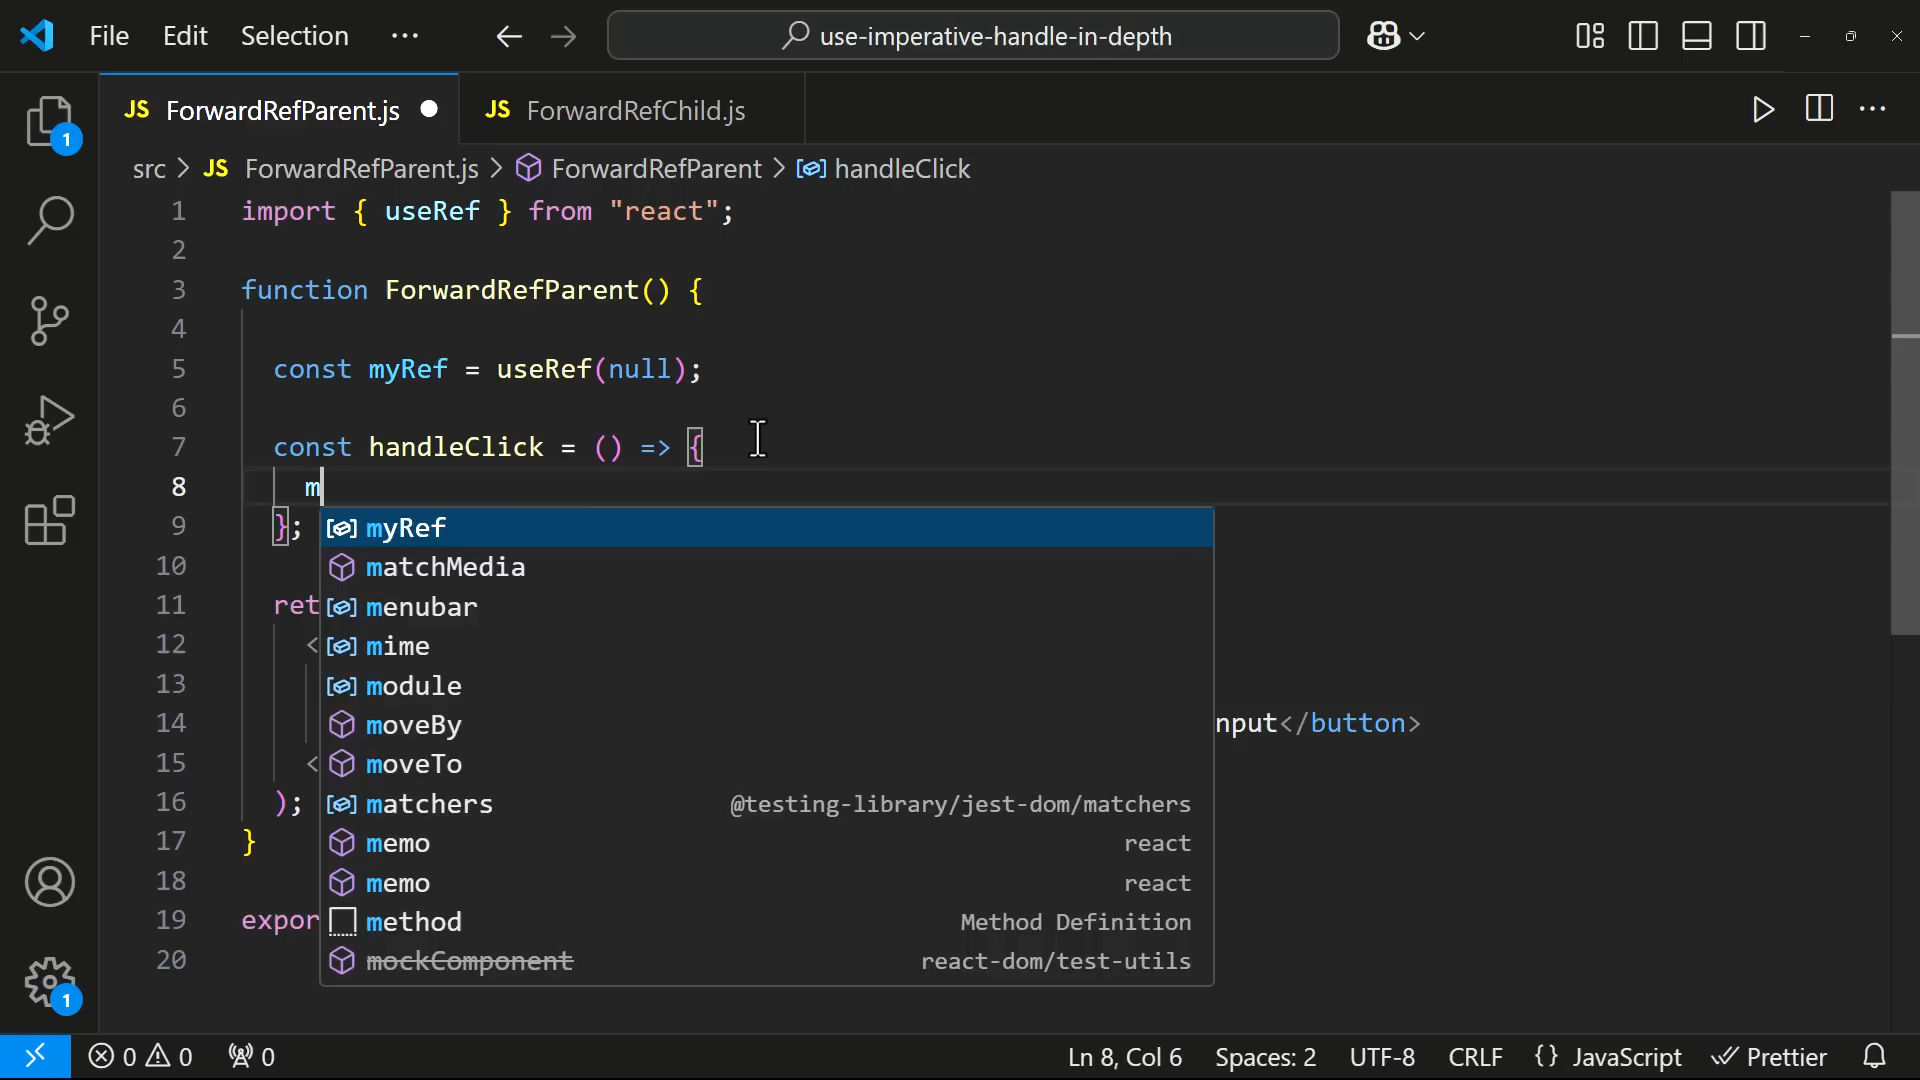 File Edit Selection ··· use-imperative-handle-in-depth
JS ForwardRefParent.js JS ForwardRefChild.js
src > JS ForwardRefParent.js > ForwardRefParent > handleClick
1 import { useRef } from "react";
2
3 function ForwardRefParent() {
4
5 const myRef = useRef(null);
6
7 const handleClick = () => {
8 m
9 };
10
11 ret
12 <
13
14 nput</button>
15 <
16 );
17 }
18
19 expor
20
myRef
matchMedia
menubar
mime
module
moveBy
moveTo
matchers @testing-library/jest-dom/matchers
memo react
memo react
method Method Definition
mockComponent react-dom/test-utils
1
1
0 0 0 Ln 8, Col 6 Spaces: 2 UTF-8 CRLF {} JavaScript Prettier